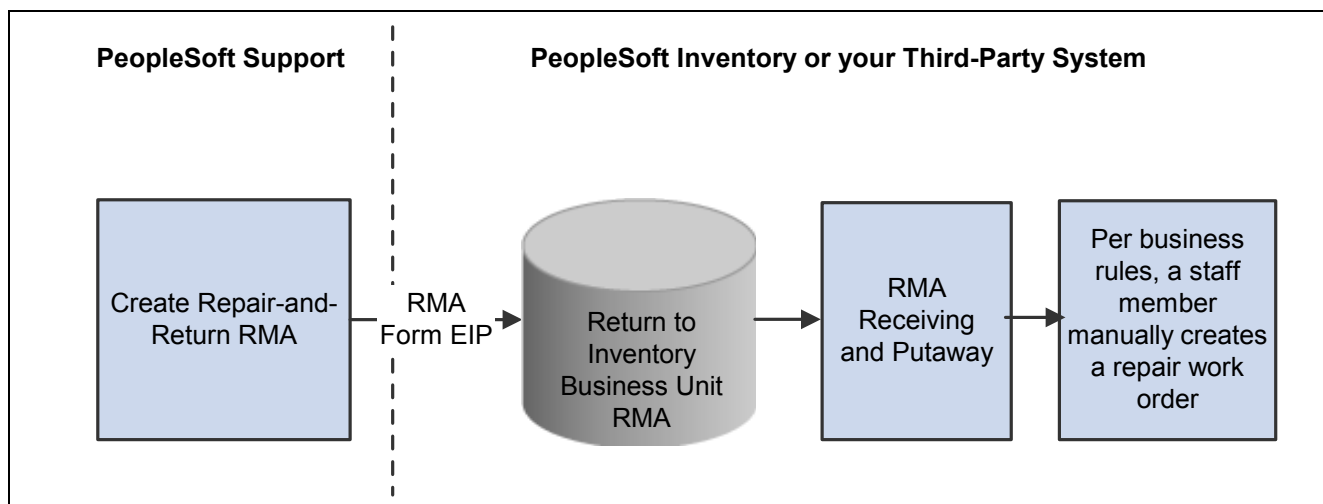 PeopleSoft Support
PeopleSoft Inventory or your Third-Party System
Create Repair-and-
Return RMA
RMA
Form EIP
Return to
Inventory
Business Unit
RMA
RMA
Receiving
and Putaway
Per business
rules, a staff
member
manually creates
a repair work
order